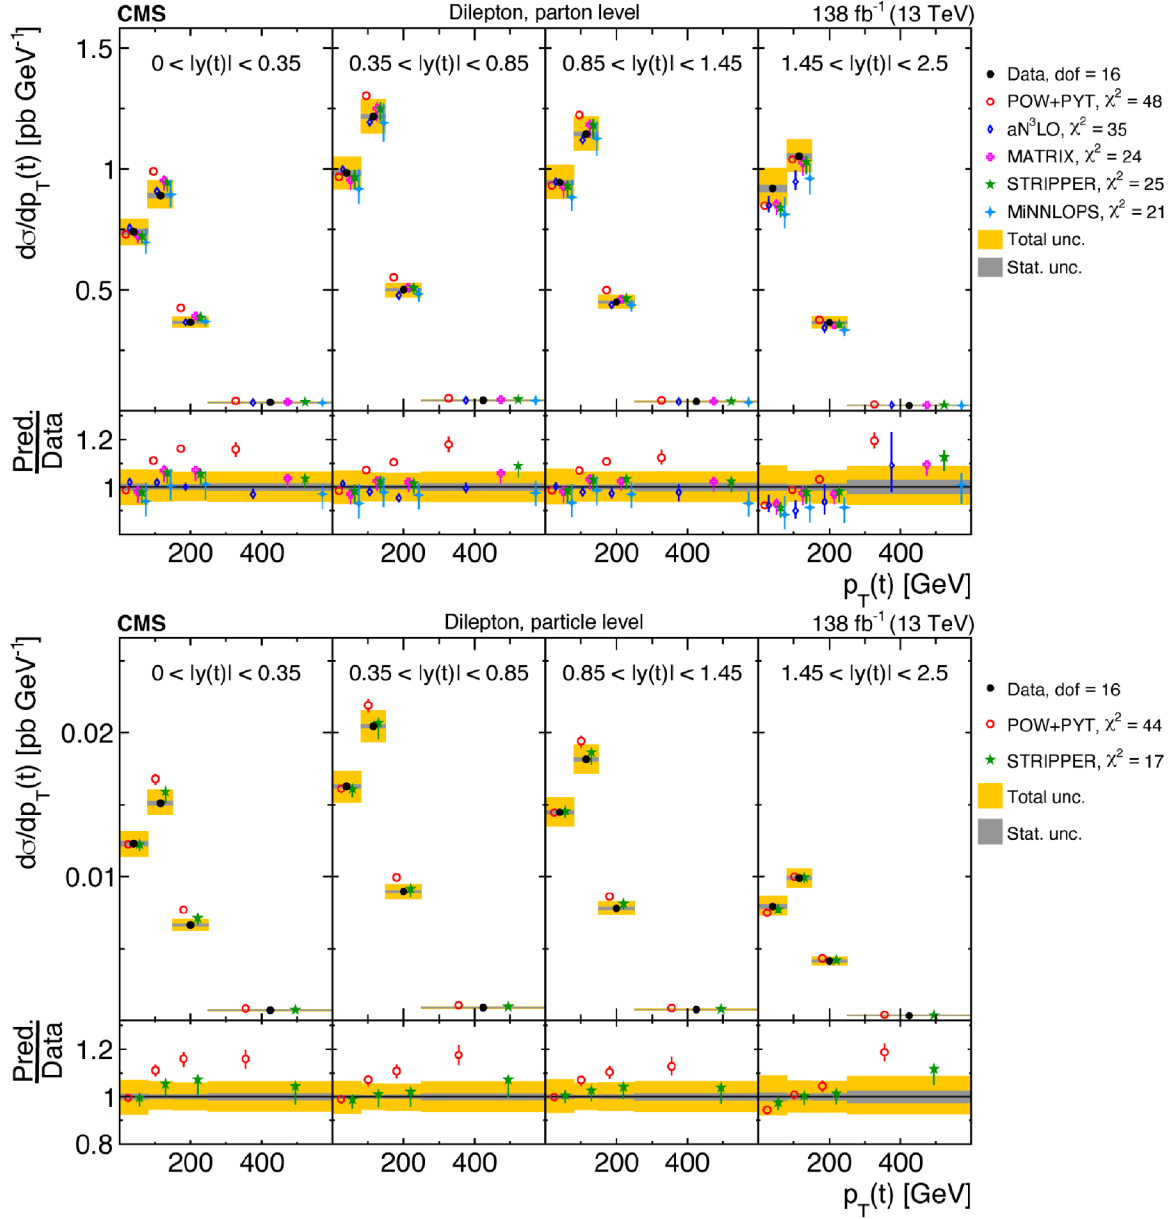 CMS Dilepton, parton level 138 fb⁻¹ (13 TeV)
dσ/dp_T(t) [pb GeV⁻¹]
1.5
1
0.5
0 < |y(t)| < 0.35
0.35 < |y(t)| < 0.85
0.85 < |y(t)| < 1.45
1.45 < |y(t)| < 2.5
Data, dof = 16
POW+PYT, χ² = 48
aN³LO, χ² = 35
MATRIX, χ² = 24
STRIPPER, χ² = 25
MiNNLOPS, χ² = 21
Total unc.
Stat. unc.
Pred.
Data
1.2
1
200 400 200 400 200 400 200 400
p_T(t) [GeV]
CMS Dilepton, particle level 138 fb⁻¹ (13 TeV)
dσ/dp_T(t) [pb GeV⁻¹]
0.02
0.01
0 < |y(t)| < 0.35
0.35 < |y(t)| < 0.85
0.85 < |y(t)| < 1.45
1.45 < |y(t)| < 2.5
Data, dof = 16
POW+PYT, χ² = 44
STRIPPER, χ² = 17
Total unc.
Stat. unc.
Pred.
Data
1.2
1
0.8
200 400 200 400 200 400 200 400
p_T(t) [GeV]